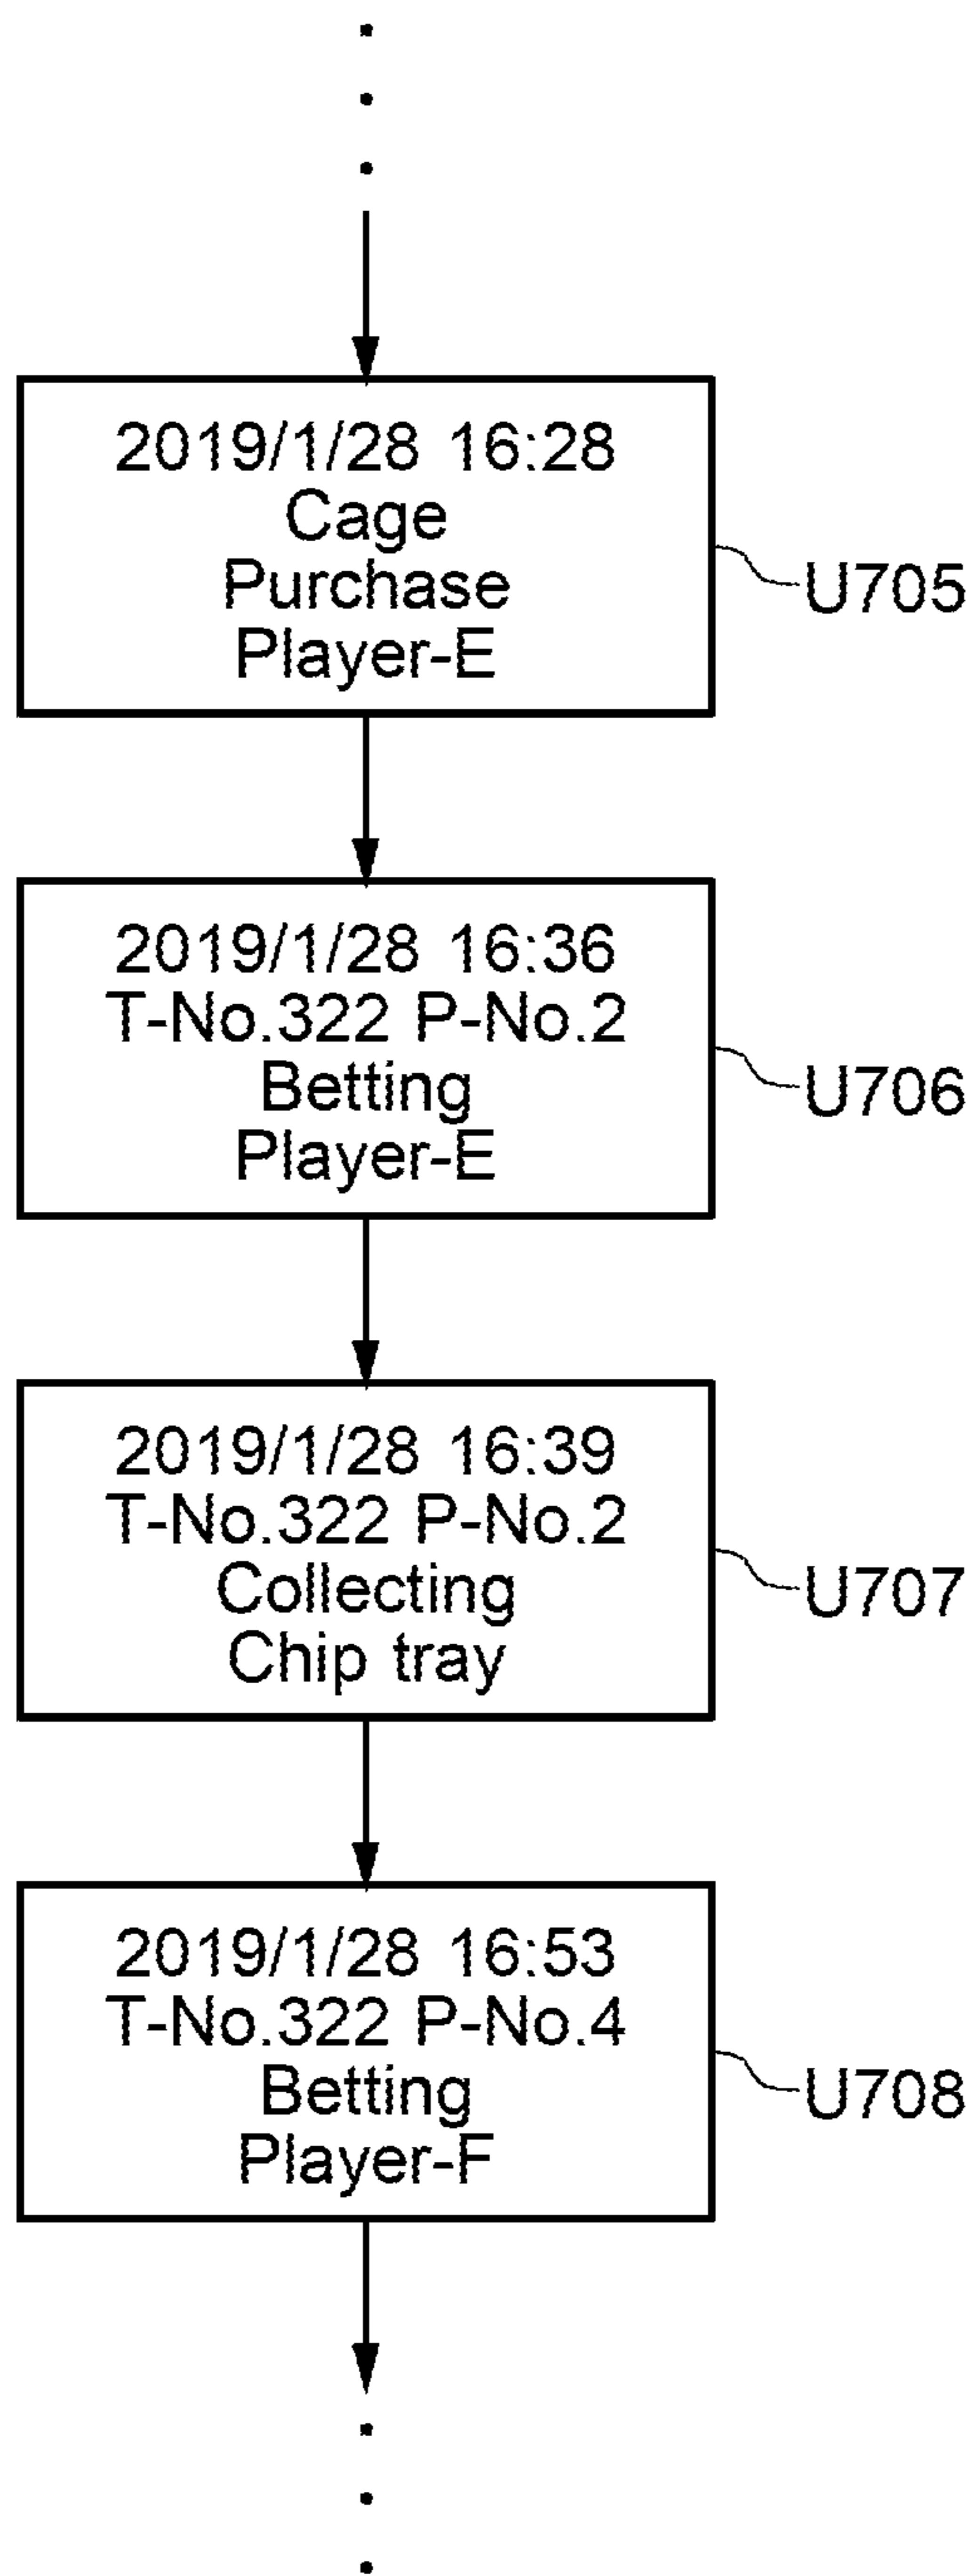 2019/1/28 16:28
Cage
Purchase
Player-E
U705
2019/1/28 16:36
T-No.322 P-No.2
Betting
Player-E
U706
2019/1/28 16:39
T-No.322 P-No.2
Collecting
Chip tray
U707
2019/1/28 16:53
T-No.322 P-No.4
Betting
Player-F
U708